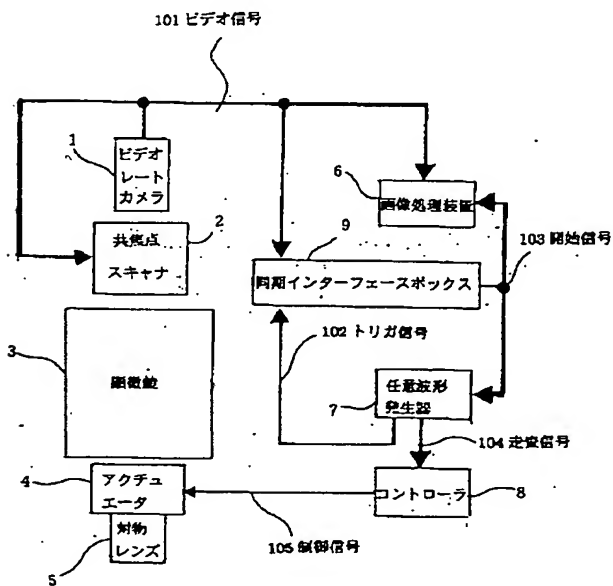 101 ビデオ信号
1
ビデオ
レート
カメラ
2
共焦点
スキャナ
6
画像処理装置
9
同期インターフェースボックス
103 開始信号
3
顕微鏡
102 トリガ信号
7
任意波形
発生器
104 走査信号
4
アクチュ
エータ
コントローラ
8
105 制御信号
対物
レンズ
5